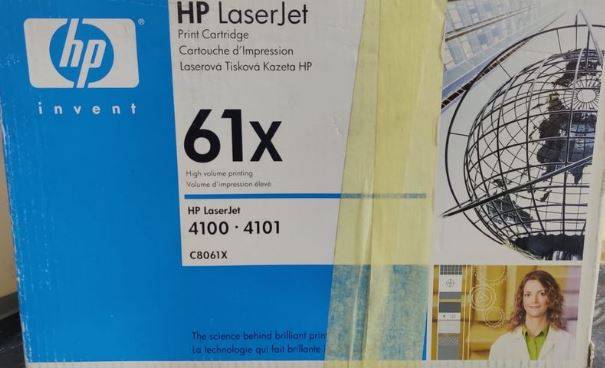 hp
®
invent
HP LaserJet
Print Cartridge
Cartouche d'Impression
Laserová Tisková Kazeta HP
61x
High volume printing
Volume d'impression élevé
HP LaserJet
4100 · 4101
C8061X
The science behind brilliant
La technologie qui fait brillante